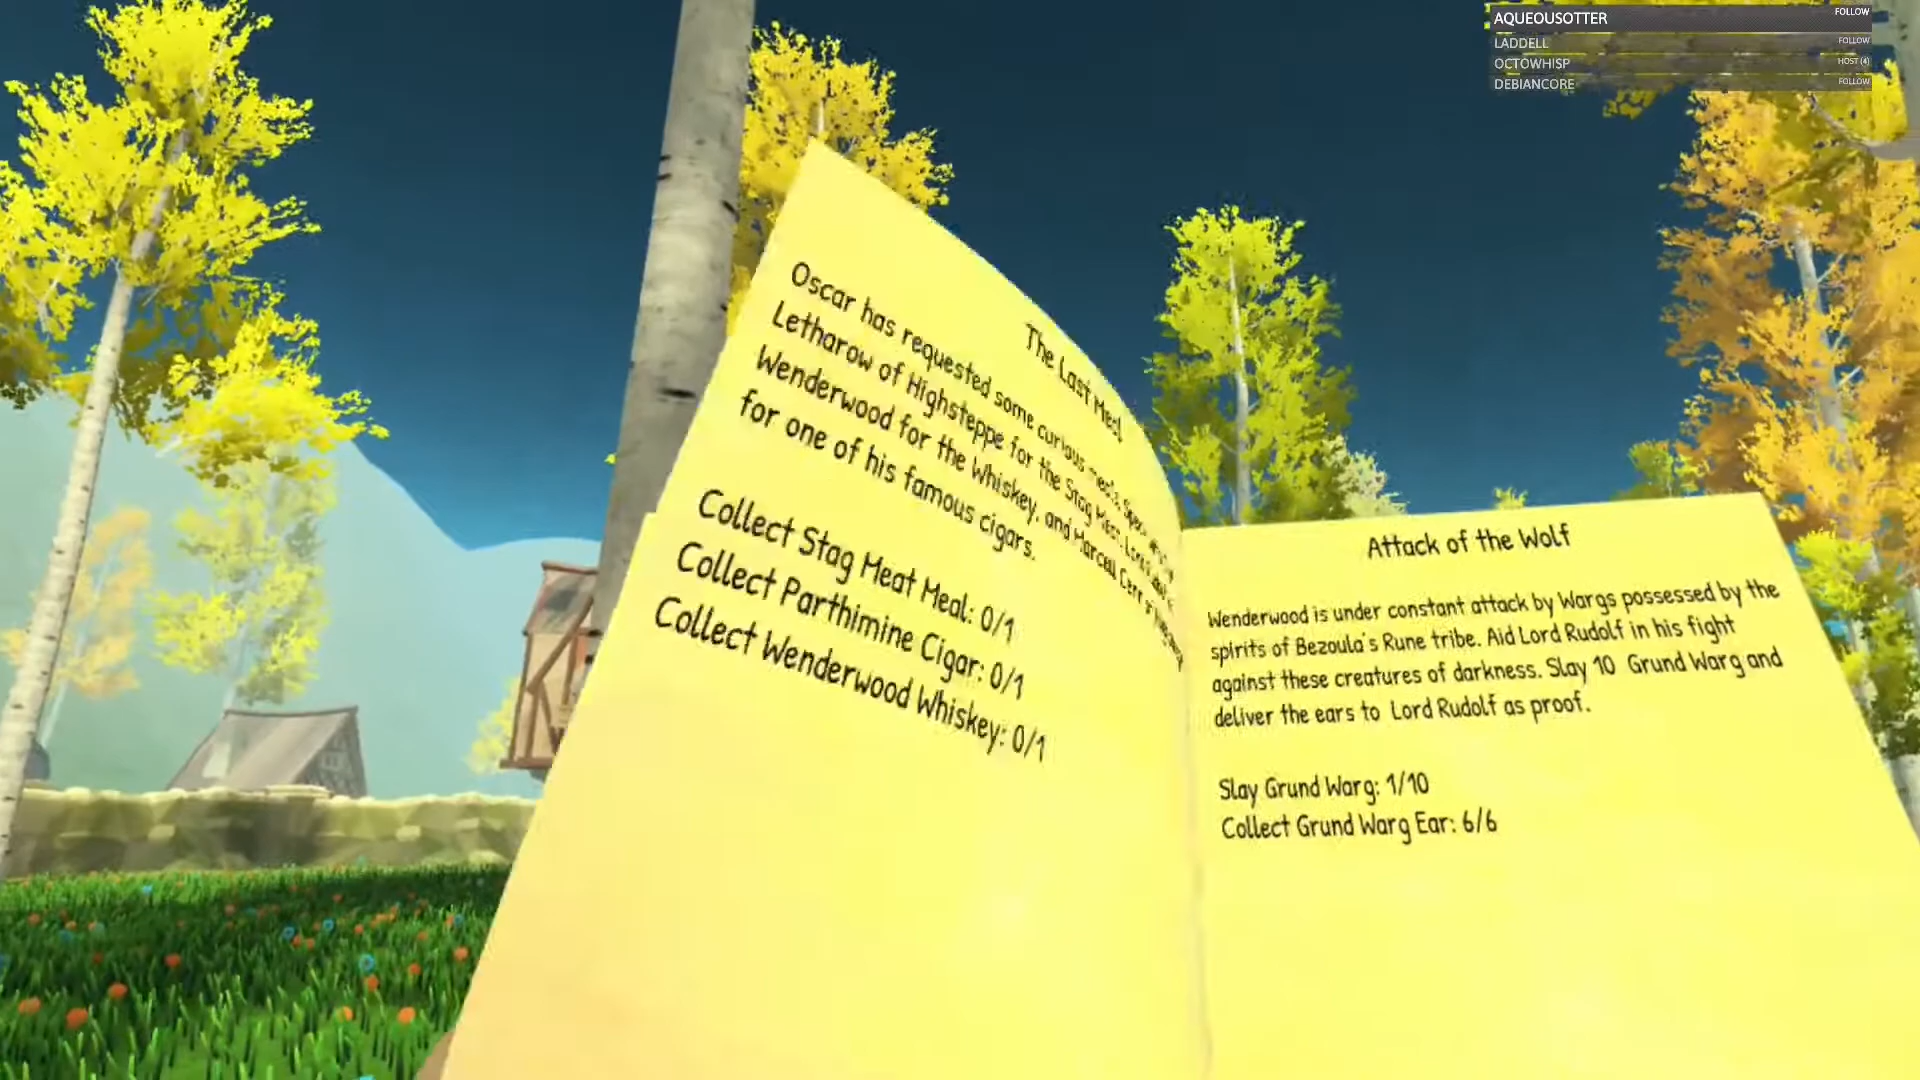 AQUEOUSOTTER FOLLOW
LADDELL FOLLOW
OCTOWHISP HOST (4)
DEBIANCORE FOLLOW
The Last Meal
Oscar has requested some curious
Letharow of Highsteppe for the Stag Meat, Lord
Wenderwood for the Whiskey, and Marcell
for one of his famous cigars.
Collect Stag Meat Meal: 0/1
Collect Parthimine Cigar: 0/1
Collect Wenderwood Whiskey: 0/1
Attack of the Wolf
Wenderwood is under constant attack by Wargs possessed by the
spirits of Bezoula's Rune tribe. Aid Lord Rudolf in his fight
against these creatures of darkness. Slay 10 Grund Warg and
deliver the ears to Lord Rudolf as proof.
Slay Grund Warg: 1/10
Collect Grund Warg Ear: 6/6